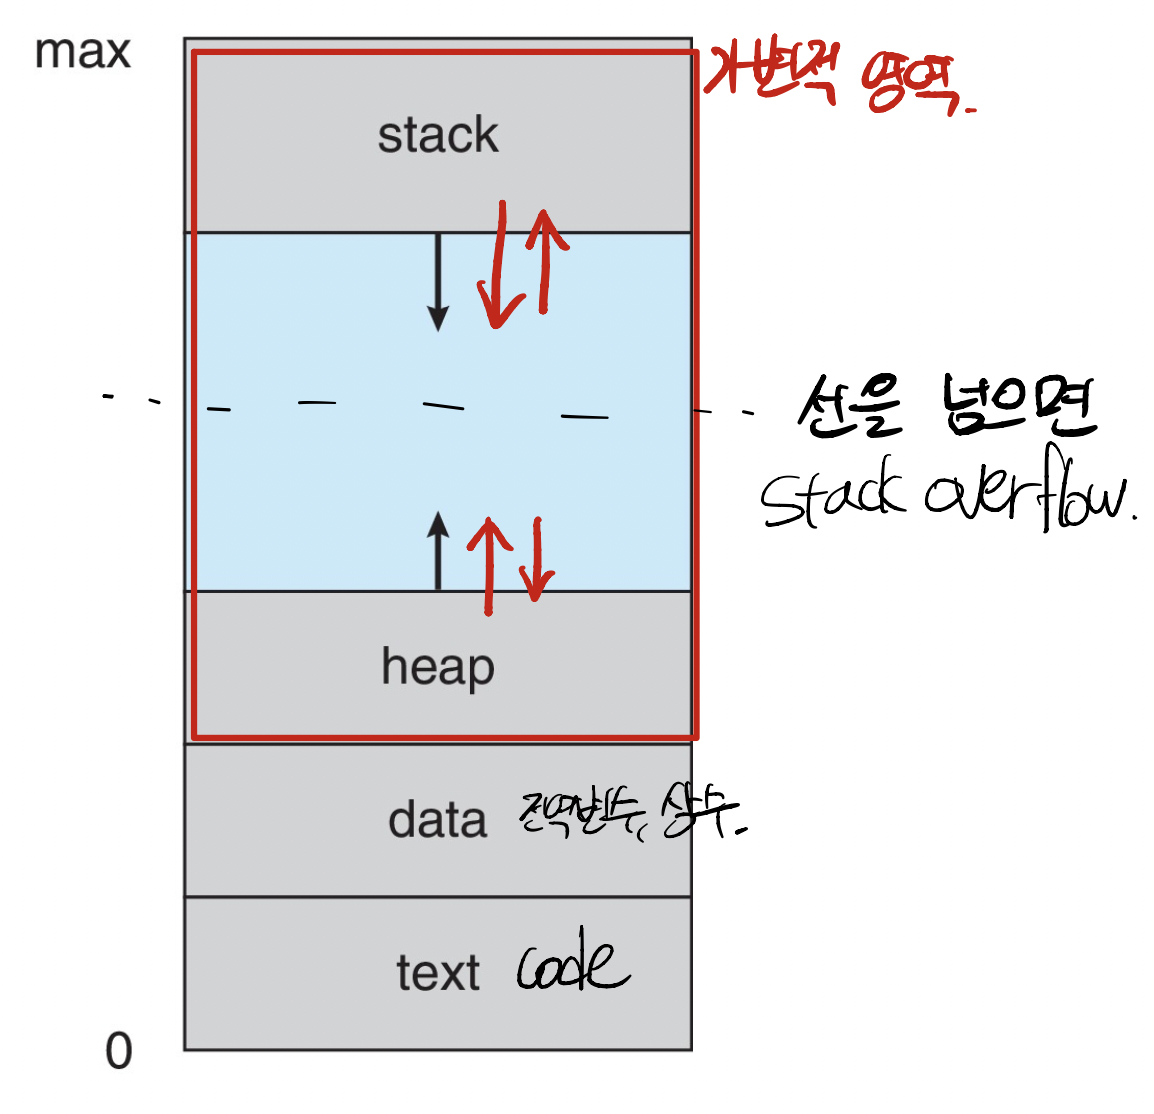 max
가변적 영역.
stack
선을 넘으면
Stack overflow.
heap
data 전역변수, 상수.
text code
0